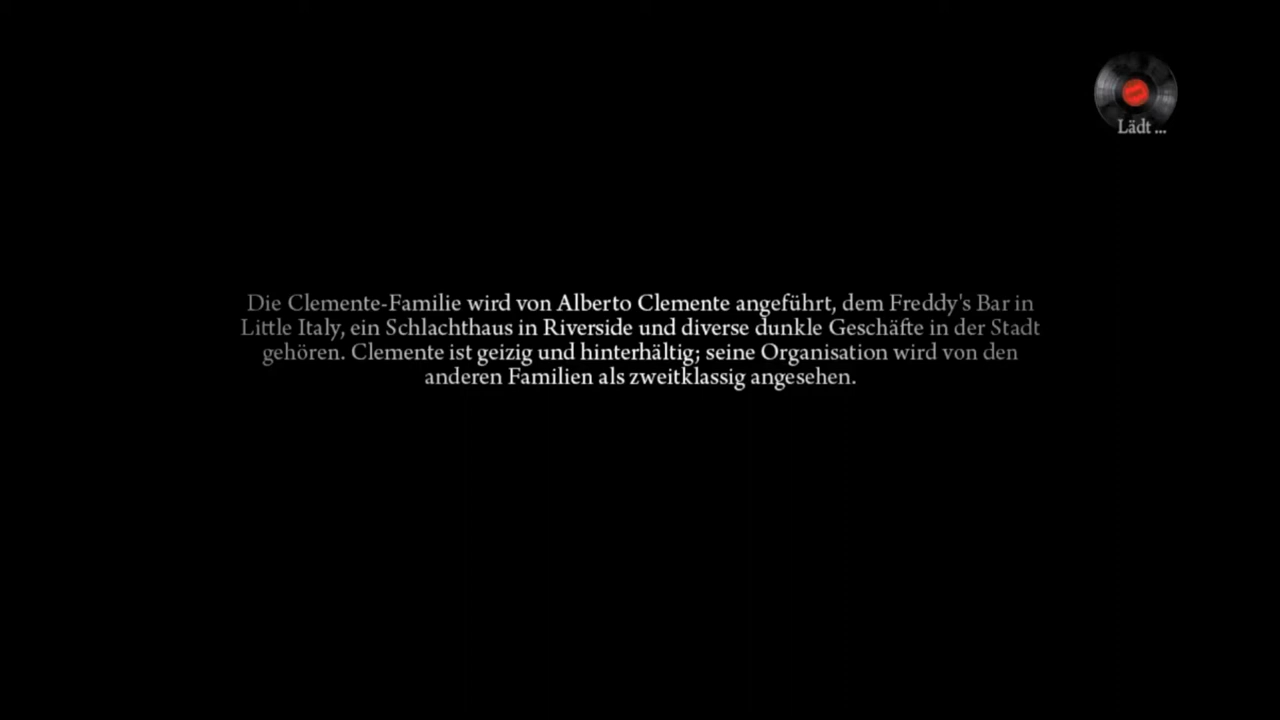 Lädt ...
Die Clemente-Familie wird von Alberto Clemente angeführt, dem Freddy's Bar in
Little Italy, ein Schlachthaus in Riverside und diverse dunkle Geschäfte in der Stadt
gehören. Clemente ist geizig und hinterhältig; seine Organisation wird von den
anderen Familien als zweitklassig angesehen.